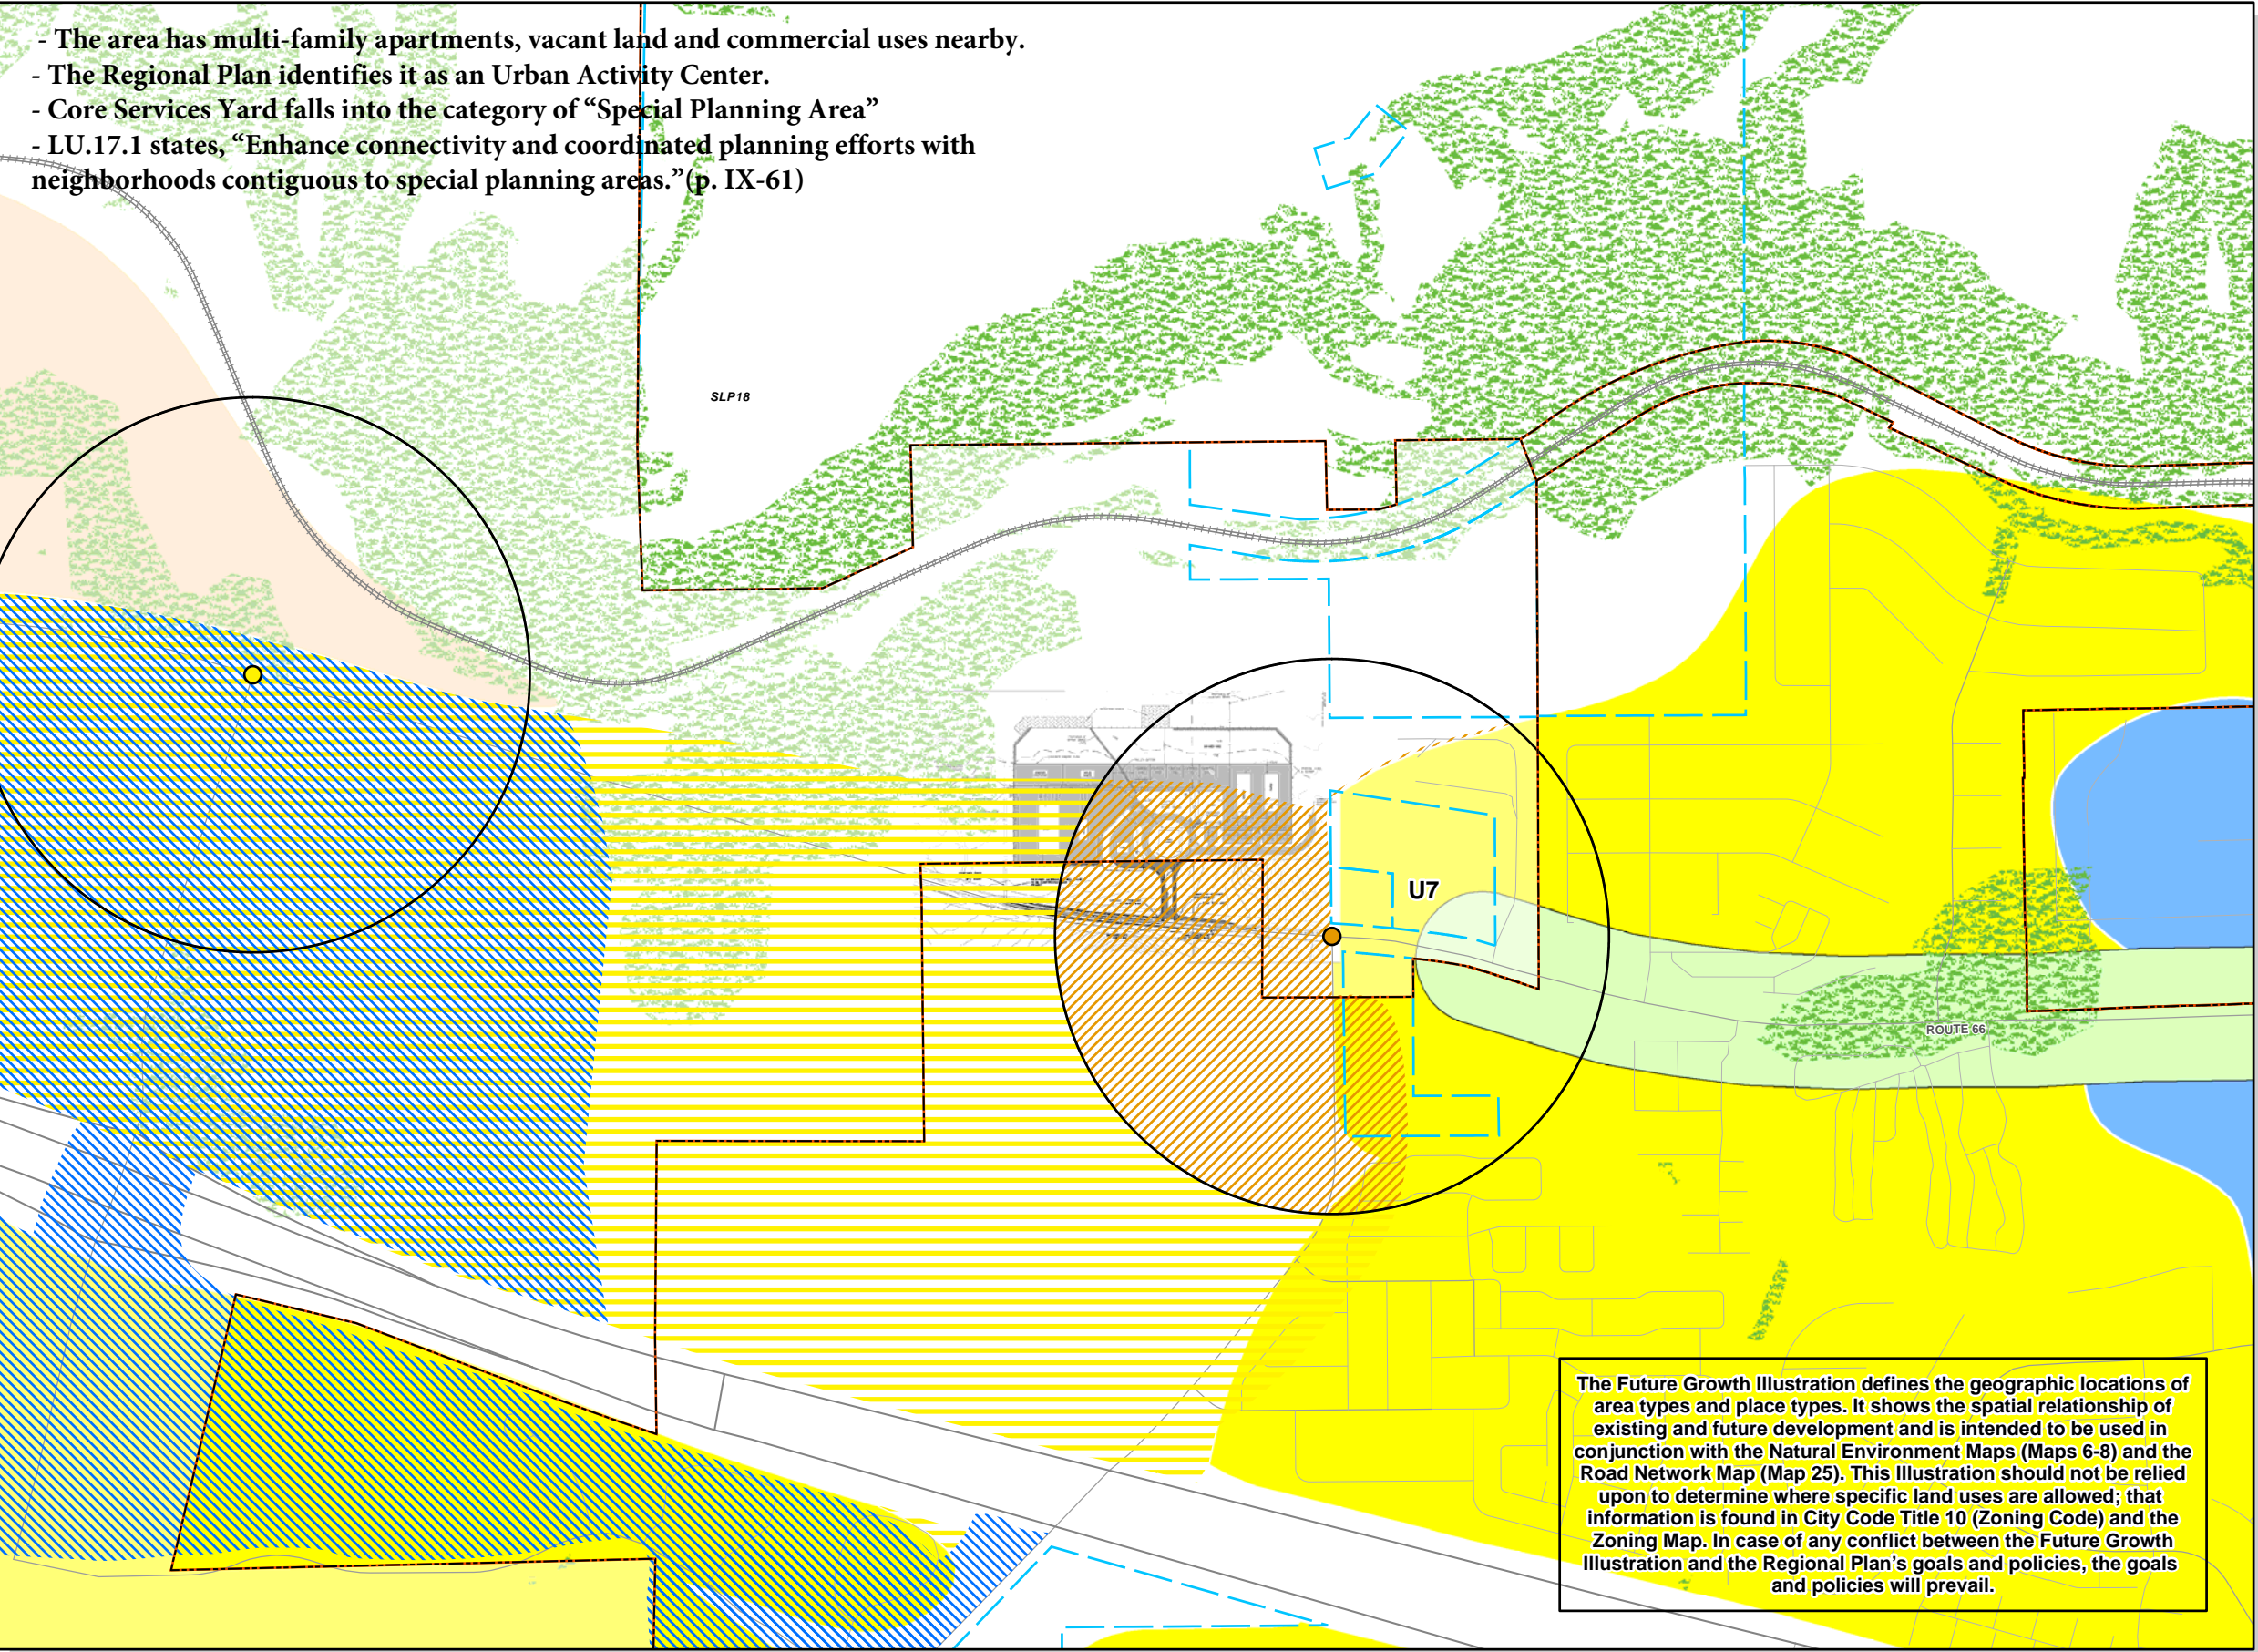 - The area has multi-family apartments, vacant land and commercial uses nearby.
- The Regional Plan identifies it as an Urban Activity Center.
- Core Services Yard falls into the category of “Special Planning Area”
- LU.17.1 states, “Enhance connectivity and coordinated planning efforts with
neighborhoods contiguous to special planning areas.”(p. IX-61)
SLP18
U7
ROUTE 66
The Future Growth Illustration defines the geographic locations of
area types and place types. It shows the spatial relationship of
existing and future development and is intended to be used in
conjunction with the Natural Environment Maps (Maps 6-8) and the
Road Network Map (Map 25). This Illustration should not be relied
upon to determine where specific land uses are allowed; that
information is found in City Code Title 10 (Zoning Code) and the
Zoning Map. In case of any conflict between the Future Growth
Illustration and the Regional Plan’s goals and policies, the goals
and policies will prevail.